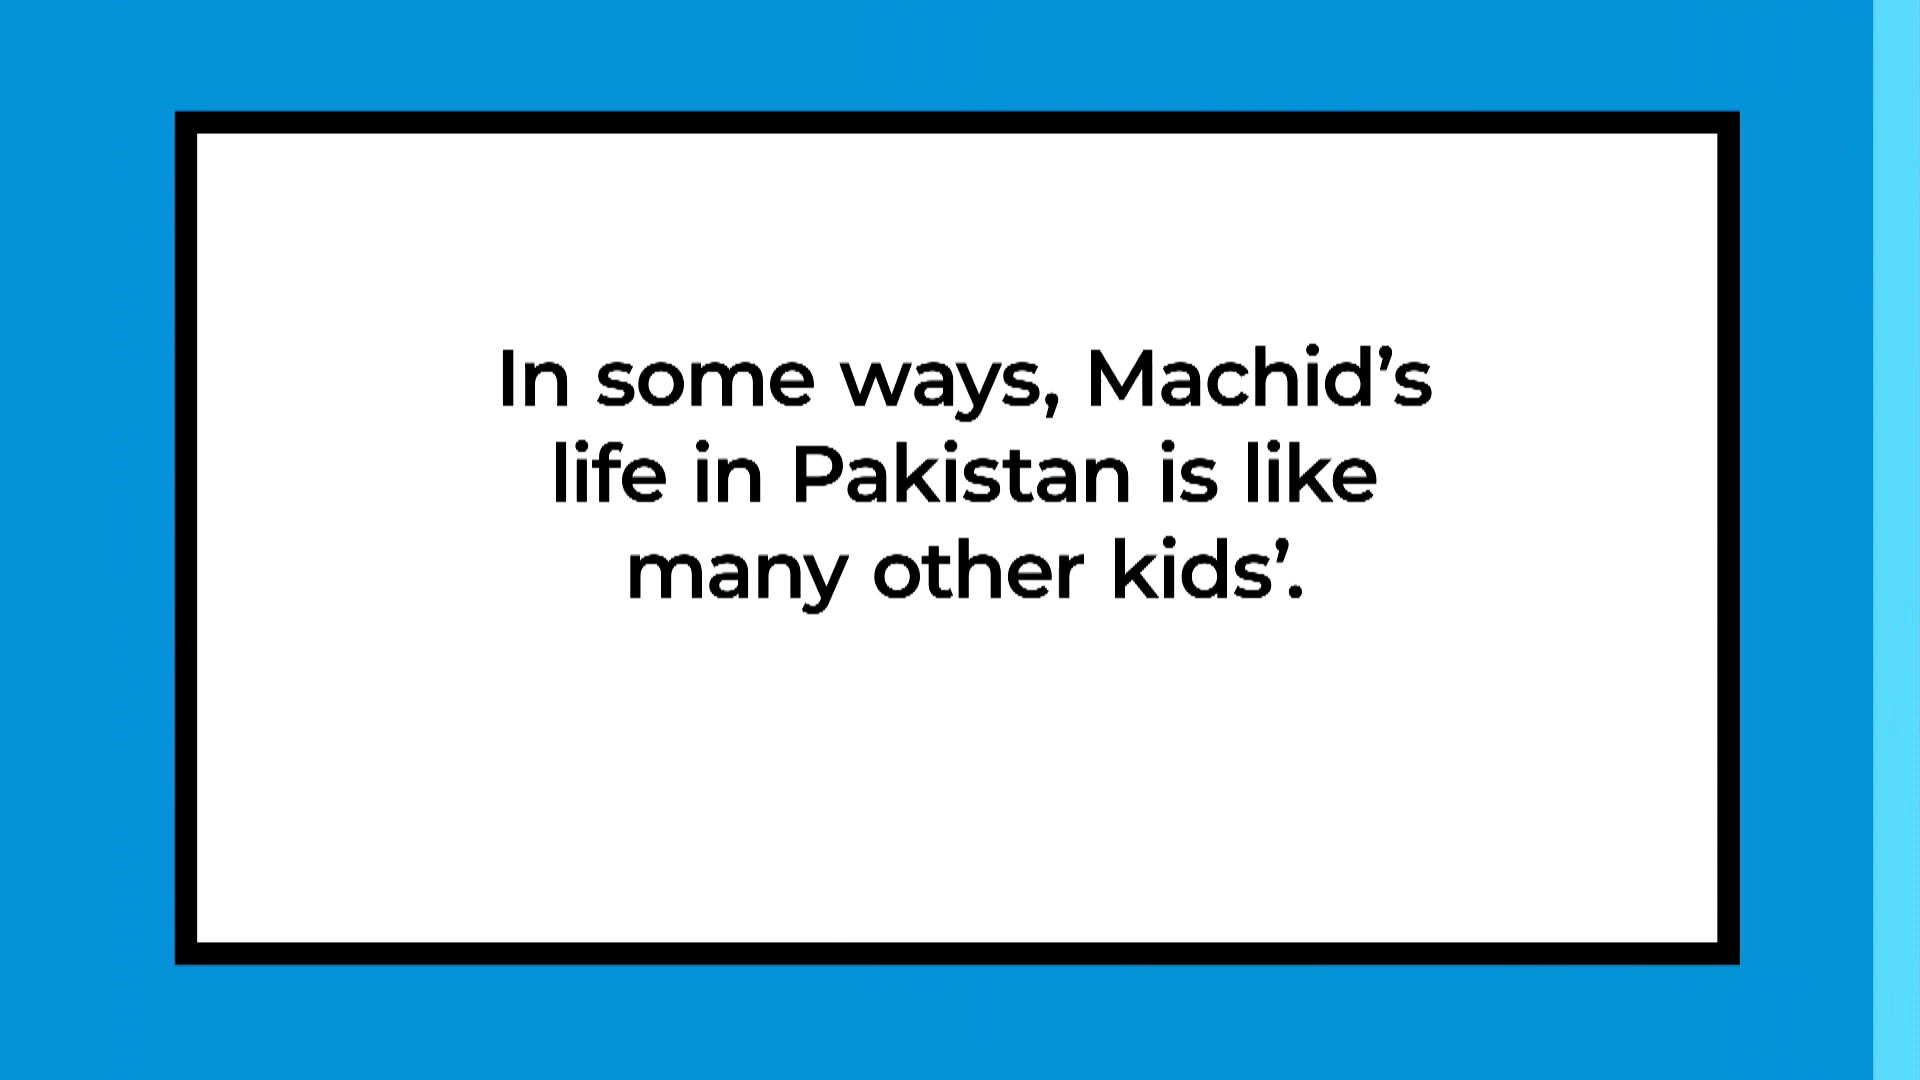 In some ways, Machid’s
life in Pakistan is like
many other kids’.